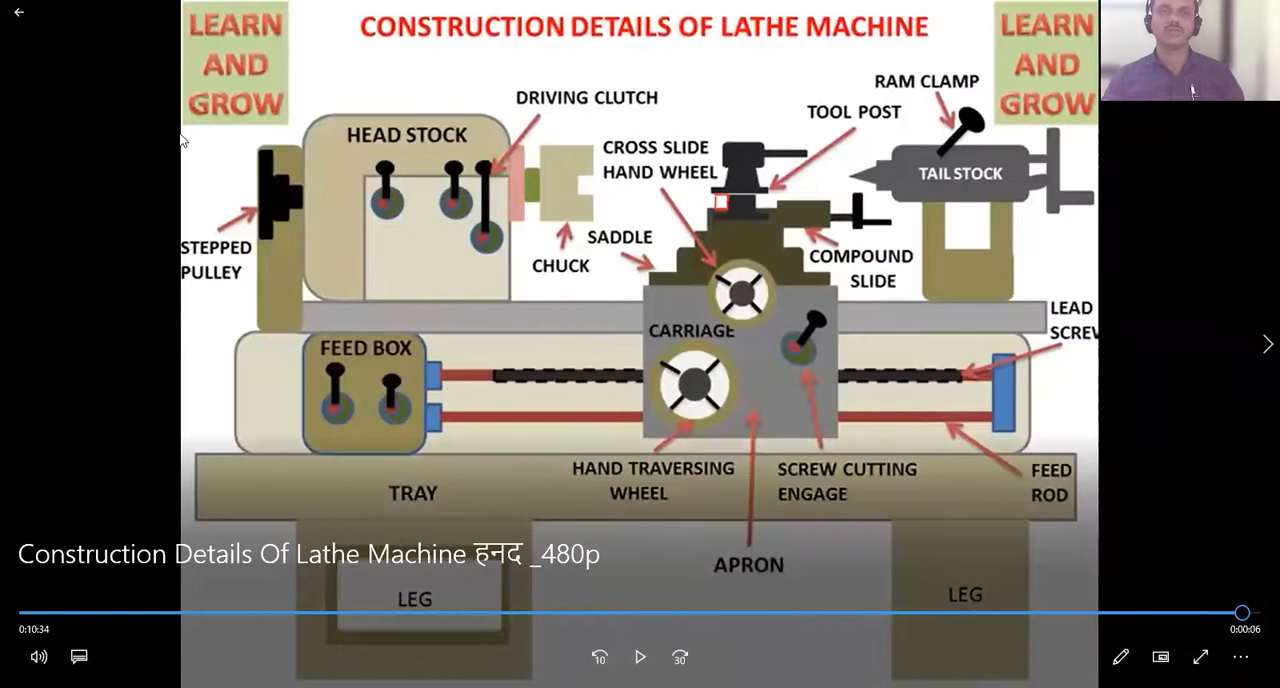 LEARN
AND
GROW
CONSTRUCTION DETAILS OF LATHE MACHINE
LEARN
AND
GROW
RAM CLAMP
DRIVING CLUTCH
TOOL POST
HEAD STOCK
CROSS SLIDE
HAND WHEEL
TAIL STOCK
STEPPED
PULLEY
SADDLE
CHUCK
COMPOUND
SLIDE
LEAD
SCREW
CARRIAGE
FEED BOX
HAND TRAVERSING
WHEEL
SCREW CUTTING
ENGAGE
FEED
ROD
TRAY
Construction Details Of Lathe Machine हनद _480p
APRON
LEG
LEG
0:10:34
0:00:06
10
30